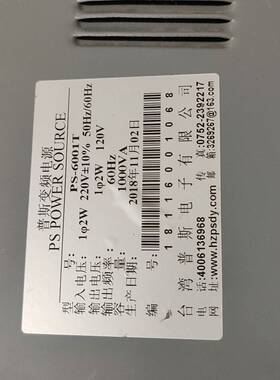 普斯变频电源
PS POWER SOURCE
型 号: PS-6001T
输入电压: 1φ2W 220V±10% 50Hz/60Hz
输出电压: 1φ2W 120V
输出频率: 60Hz
容 量: 1000VA
生产日期: 2018年11月02日
编 号: 181160001068
台湾普斯电子有限公司
电话:4006136968 传真:0752-2392217
网址:www.hzpsdy.com 邮箱:3269267@163.com